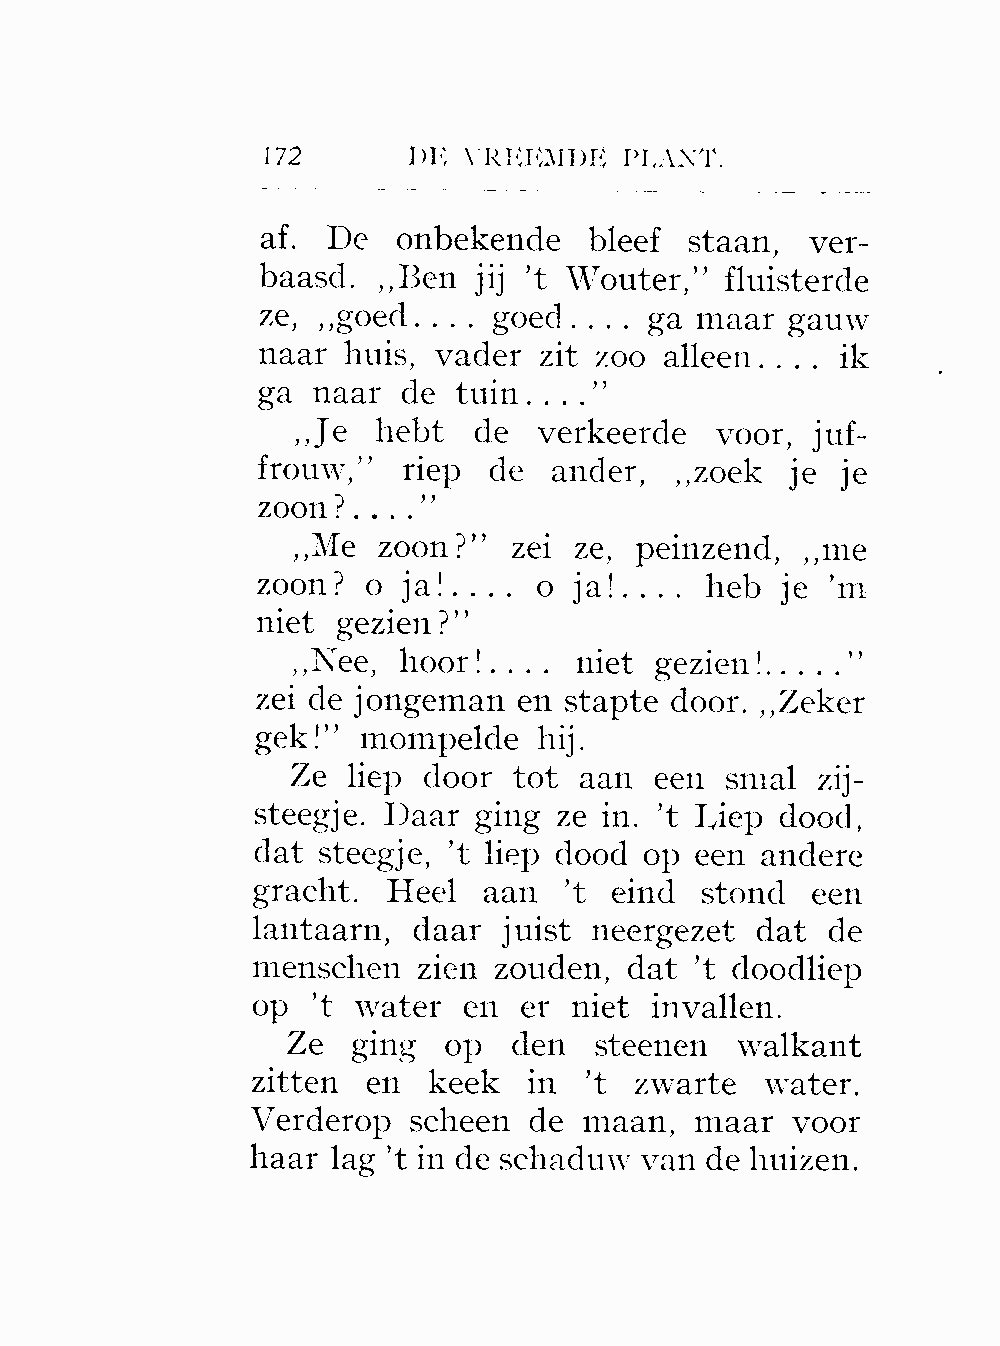 172 DE VREEMDE PLANT.
af. De onbekende bleef staan, ver-
baasd. ,,Ben jij 't Wouter,” fluisterde
ze, ,,goed.... goed.... ga maar gauw
naar huis, vader zit zoo alleen.... ik
ga naar de tuin....”
,,Je hebt de verkeerde voor, juf-
frouw,” riep de ander, ,,zoek je je
zoon?....”
,,Me zoon?” zei ze, peinzend, ,,me
zoon? o ja!.... o ja!.... heb je 'm
niet gezien?”
,,Nee, hoor!.... niet gezien!.....”
zei de jongeman en stapte door. ,,Zeker
gek!” mompelde hij.
Ze liep door tot aan een smal zij-
steegje. Daar ging ze in. 't Liep dood,
dat steegje, 't liep dood op een andere
gracht. Heel aan 't eind stond een
lantaarn, daar juist neergezet dat de
menschen zien zouden, dat 't doodliep
op 't water en er niet invallen.
Ze ging op den steenen walkant
zitten en keek in 't zwarte water.
Verderop scheen de maan, maar voor
haar lag 't in de schaduw van de huizen.